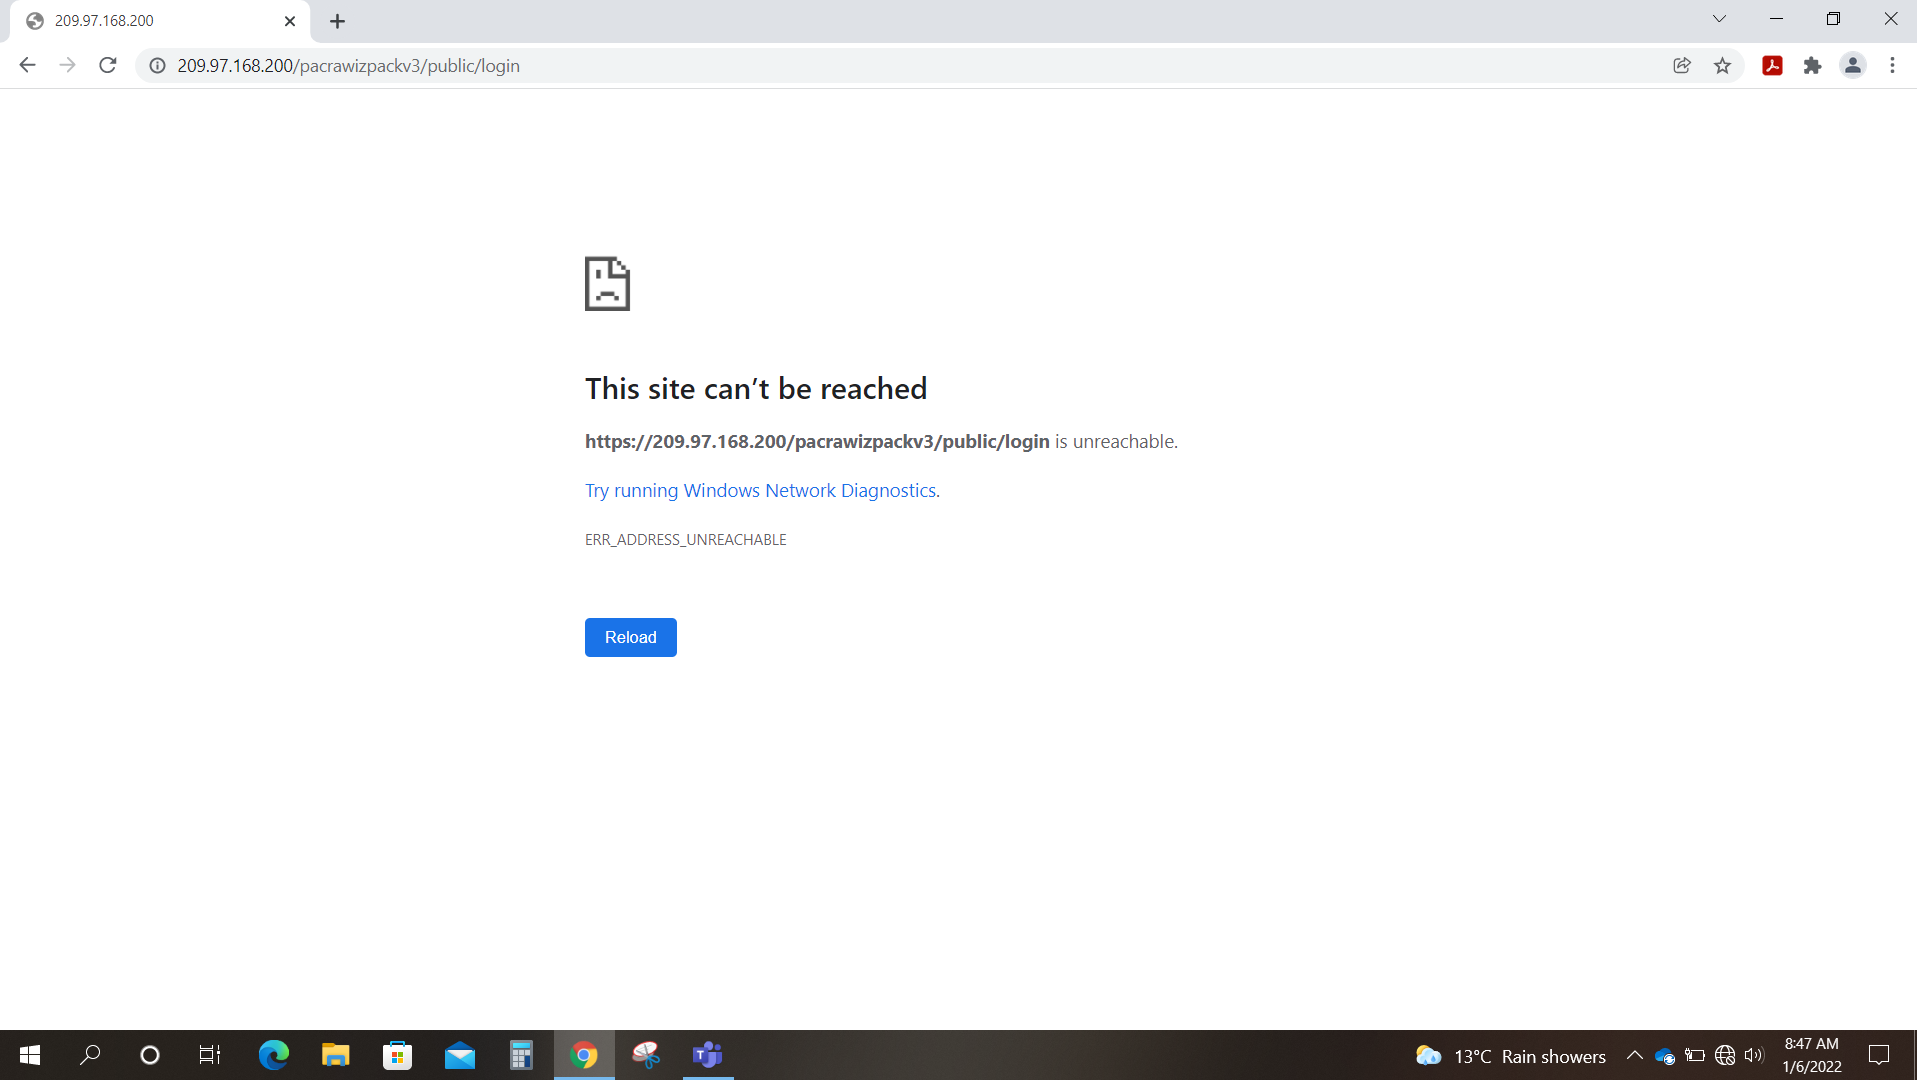 209.97.168.200
209.97.168.200/pacrawizpackv3/public/login
This site can’t be reached
https://209.97.168.200/pacrawizpackv3/public/login is unreachable.
Try running Windows Network Diagnostics.
ERR_ADDRESS_UNREACHABLE
Reload
13°C Rain showers
8:47 AM
1/6/2022